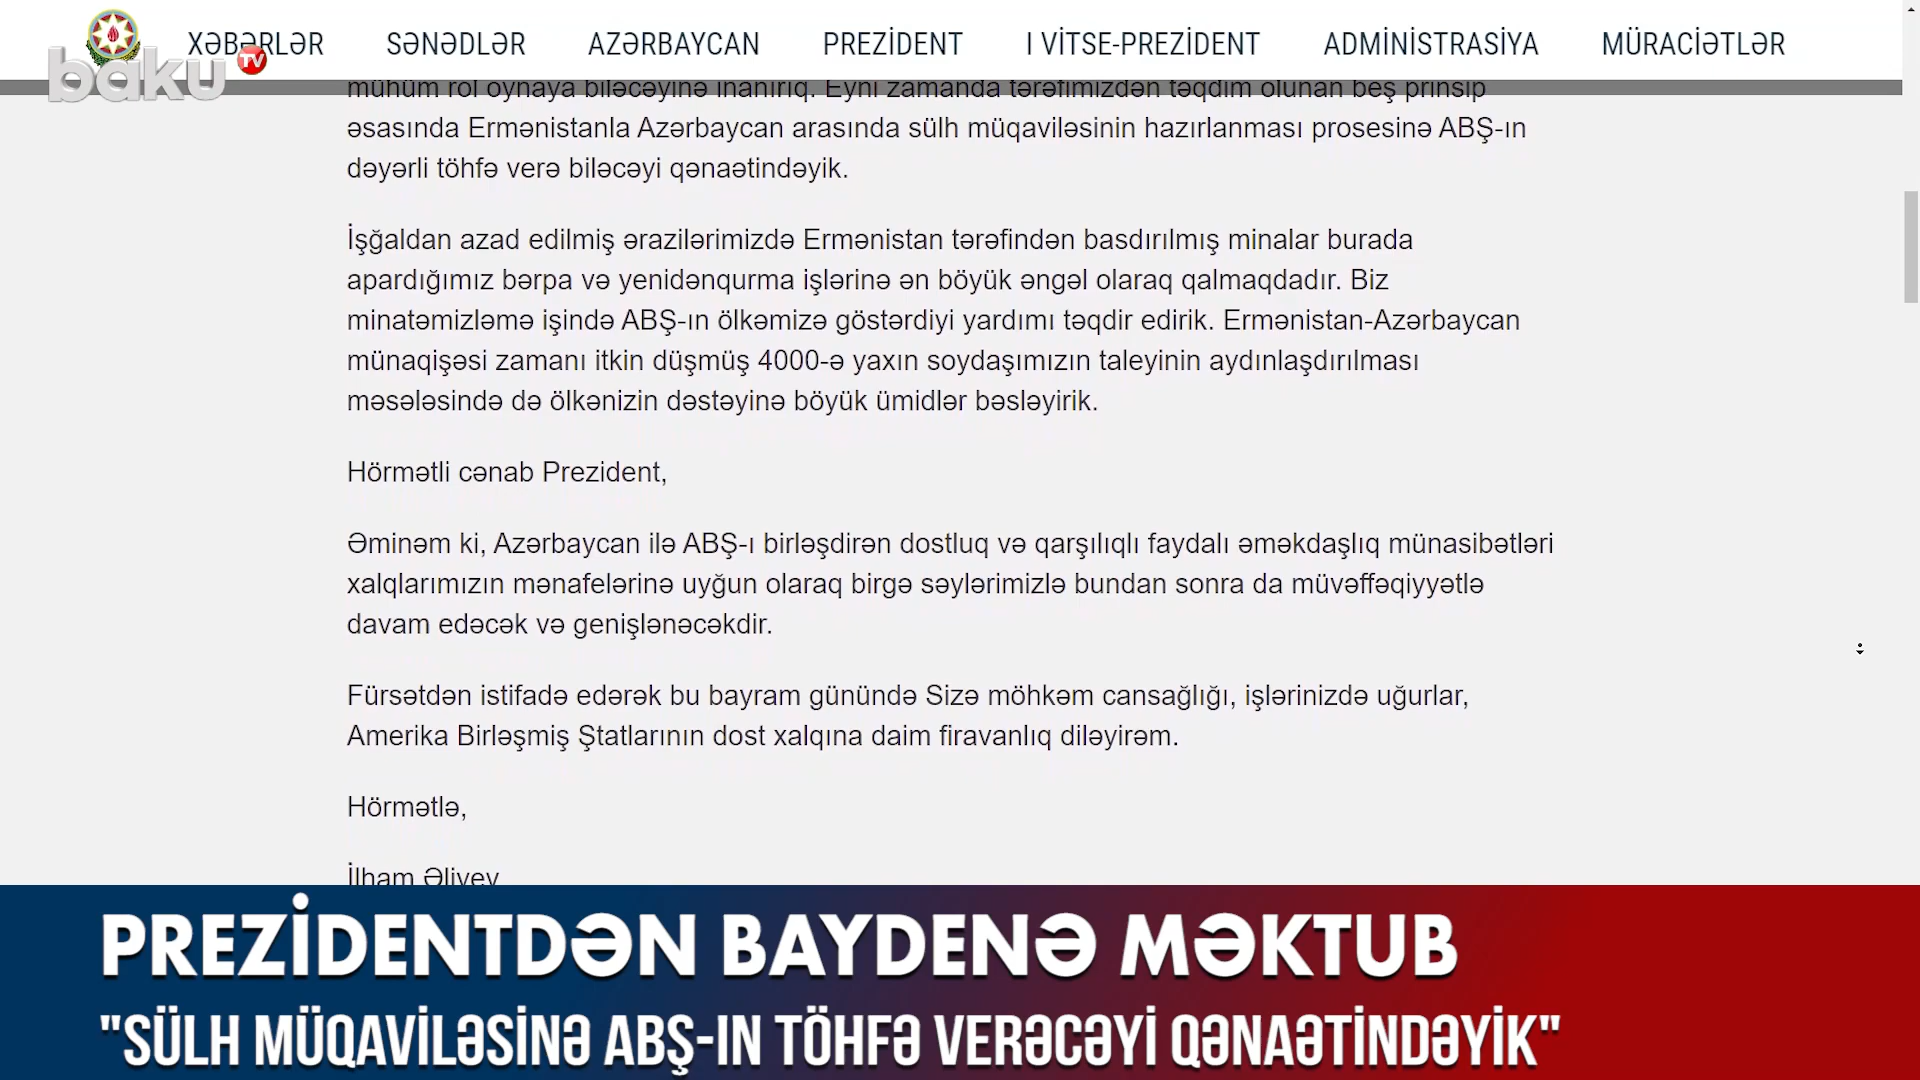 XƏBƏRLƏR SƏNƏDLƏR AZƏRBAYCAN PREZİDENT I VİTSE-PREZİDENT ADMİNİSTRASİYA MÜRACİƏTLƏR
baku TV
mühüm rol oynaya biləcəyinə inanırıq. Eyni zamanda tərəfimizdən təqdim olunan beş prinsip
əsasında Ermənistanla Azərbaycan arasında sülh müqaviləsinin hazırlanması prosesinə ABŞ-ın
dəyərli töhfə verə biləcəyi qənaətindəyik.
İşğaldan azad edilmiş ərazilərimizdə Ermənistan tərəfindən basdırılmış minalar burada
apardığımız bərpa və yenidənqurma işlərinə ən böyük əngəl olaraq qalmaqdadır. Biz
minatəmizləmə işində ABŞ-ın ölkəmizə göstərdiyi yardımı təqdir edirik. Ermənistan-Azərbaycan
münaqişəsi zamanı itkin düşmüş 4000-ə yaxın soydaşımızın taleyinin aydınlaşdırılması
məsələsində də ölkənizin dəstəyinə böyük ümidlər bəsləyirik.
Hörmətli cənab Prezident,
Əminəm ki, Azərbaycan ilə ABŞ-ı birləşdirən dostluq və qarşılıqlı faydalı əməkdaşlıq münasibətləri
xalqlarımızın mənafelərinə uyğun olaraq birgə səylərimizlə bundan sonra da müvəffəqiyyətlə
davam edəcək və genişlənəcəkdir.
Fürsətdən istifadə edərək bu bayram günündə Sizə möhkəm cansağlığı, işlərinizdə uğurlar,
Amerika Birləşmiş Ştatlarının dost xalqına daim firavanlıq diləyirəm.
Hörmətlə,
İlham Əliyev
PREZİDENTDƏN BAYDENƏ MƏKTUB
"SÜLH MÜQAVİLƏSİNƏ ABŞ-IN TÖHFƏ VERƏCƏYİ QƏNAƏTİNDƏYİK"